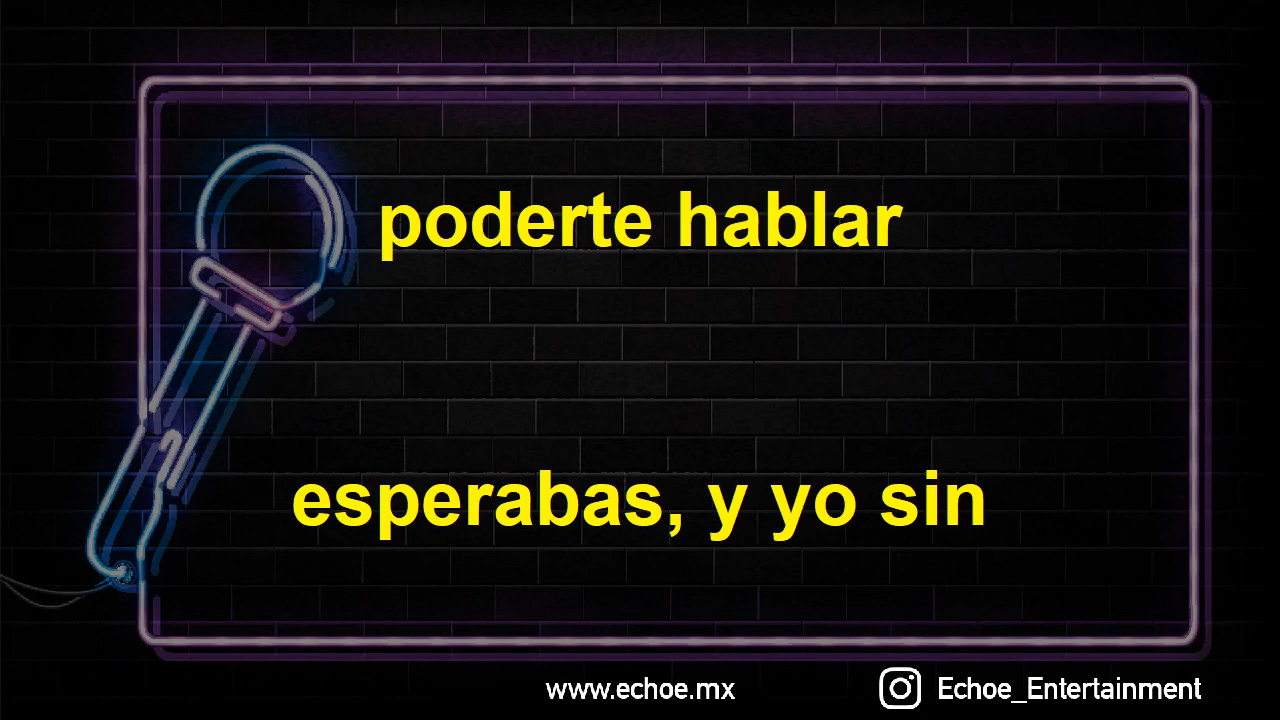 poderte hablar
esperabas, y yo sin
www.echoe.mx
Echoe_Entertainment